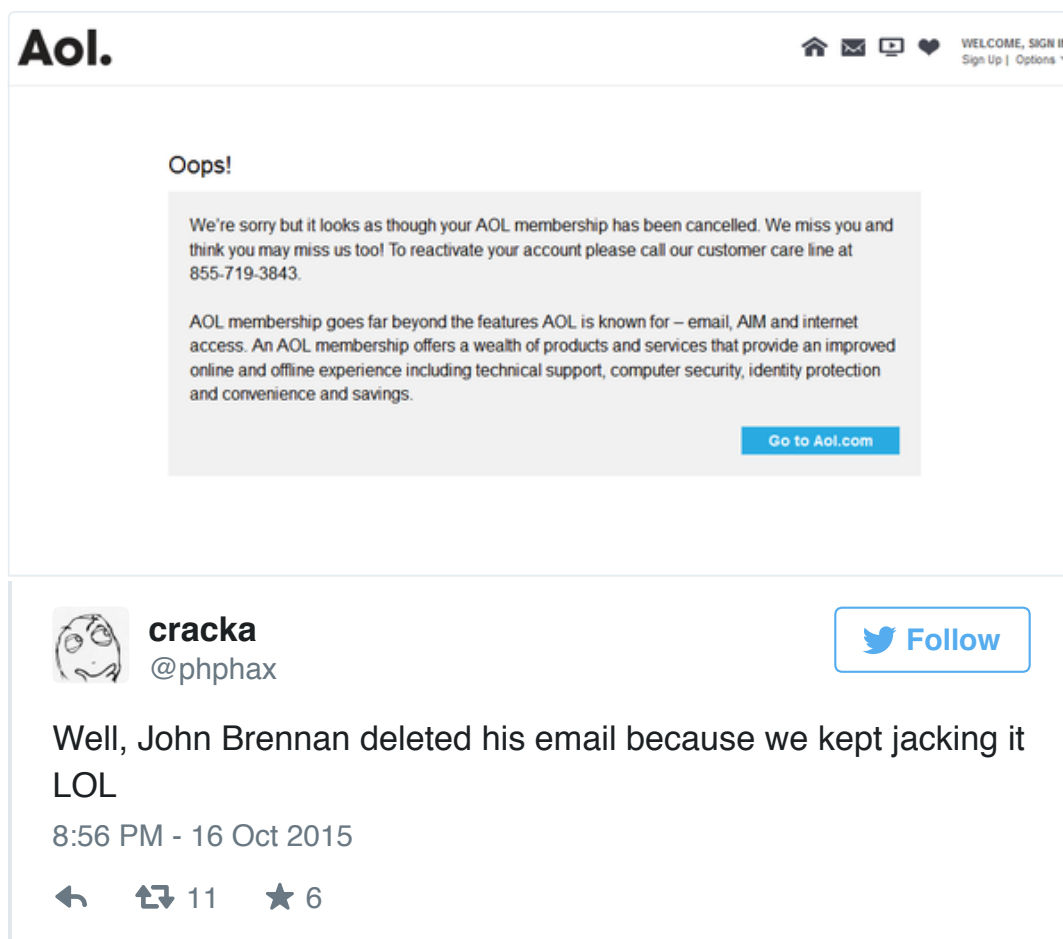 Aol.
WELCOME, SIGN I
Sign Up | Options
Oops!
We're sorry but it looks as though your AOL membership has been cancelled. We miss you and
think you may miss us too! To reactivate your account please call our customer care line at
855-719-3843.
AOL membership goes far beyond the features AOL is known for – email, AIM and internet
access. An AOL membership offers a wealth of products and services that provide an improved
online and offline experience including technical support, computer security, identity protection
and convenience and savings.
Go to Aol.com
cracka
@phphax
Follow
Well, John Brennan deleted his email because we kept jacking it
LOL
8:56 PM - 16 Oct 2015
11 6